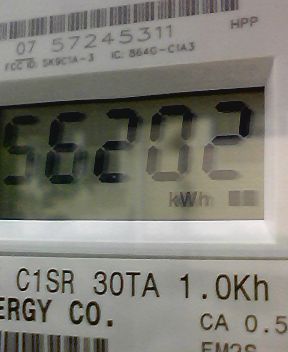 HPP
07 57245311
FCC ID: SK9C1A-3 IC: 864G-C1A3
56202
kWh
C1SR 30TA 1.0Kh
ERGY CO.
CA 0.5
EM2S